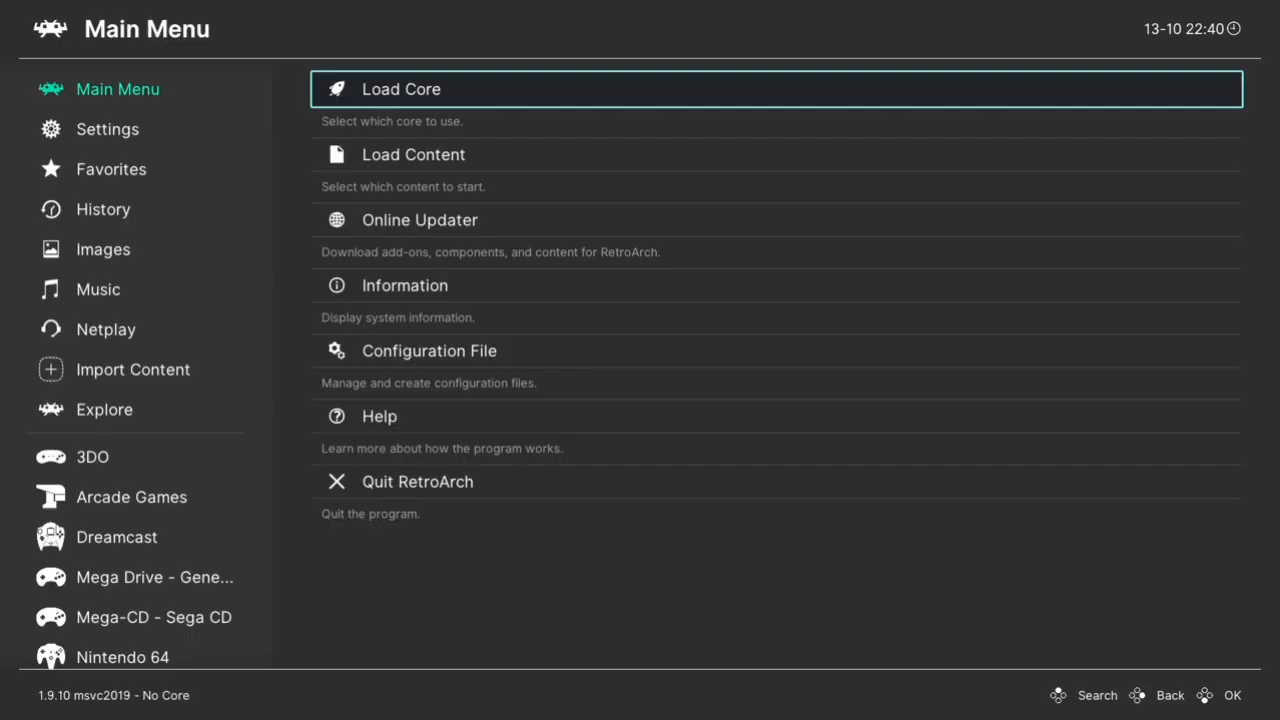 Main Menu
13-10 22:40
Main Menu
Settings
Favorites
History
Images
Music
Netplay
Import Content
Explore
3DO
Arcade Games
Dreamcast
Mega Drive - Gene...
Mega-CD - Sega CD
Nintendo 64
Load Core
Select which core to use.
Load Content
Select which content to start.
Online Updater
Download add-ons, components, and content for RetroArch.
Information
Display system information.
Configuration File
Manage and create configuration files.
Help
Learn more about how the program works.
Quit RetroArch
Quit the program.
1.9.10 msvc2019 - No Core
Search Back OK